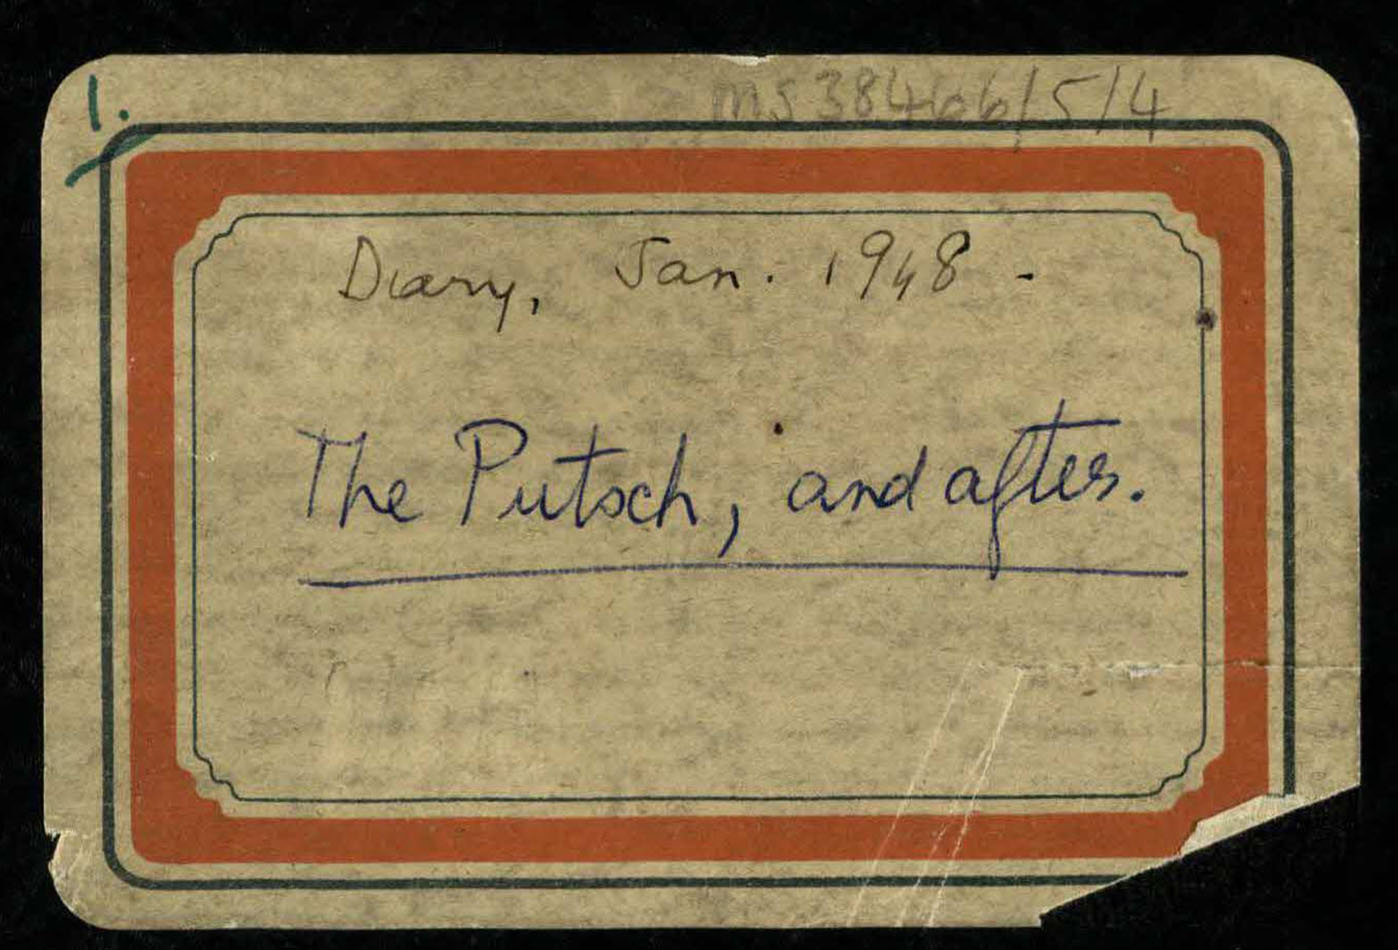 1.
MS 38466/5/4
Diary, Jan. 1948 -
The Putsch, and after.